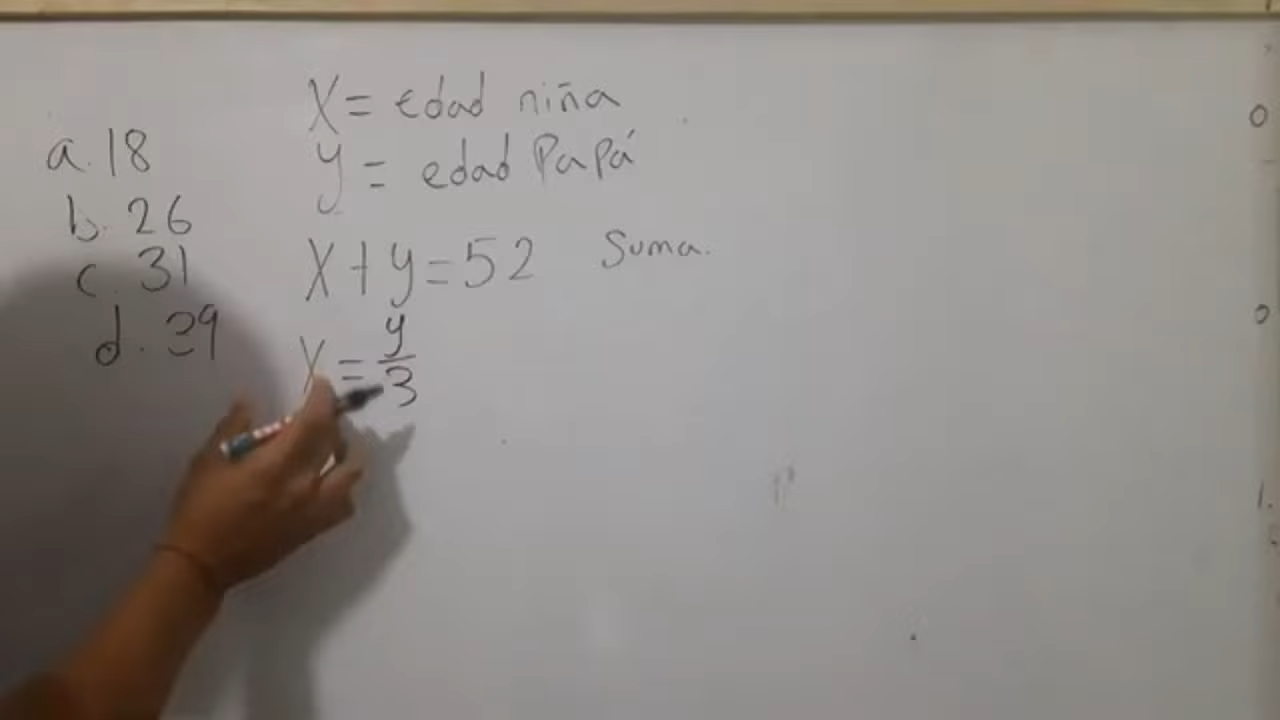 X = edad niña
y = edad Papá
a. 18
b. 26
c. 31
d. 39
X + y = 52 Suma.
X = y/3